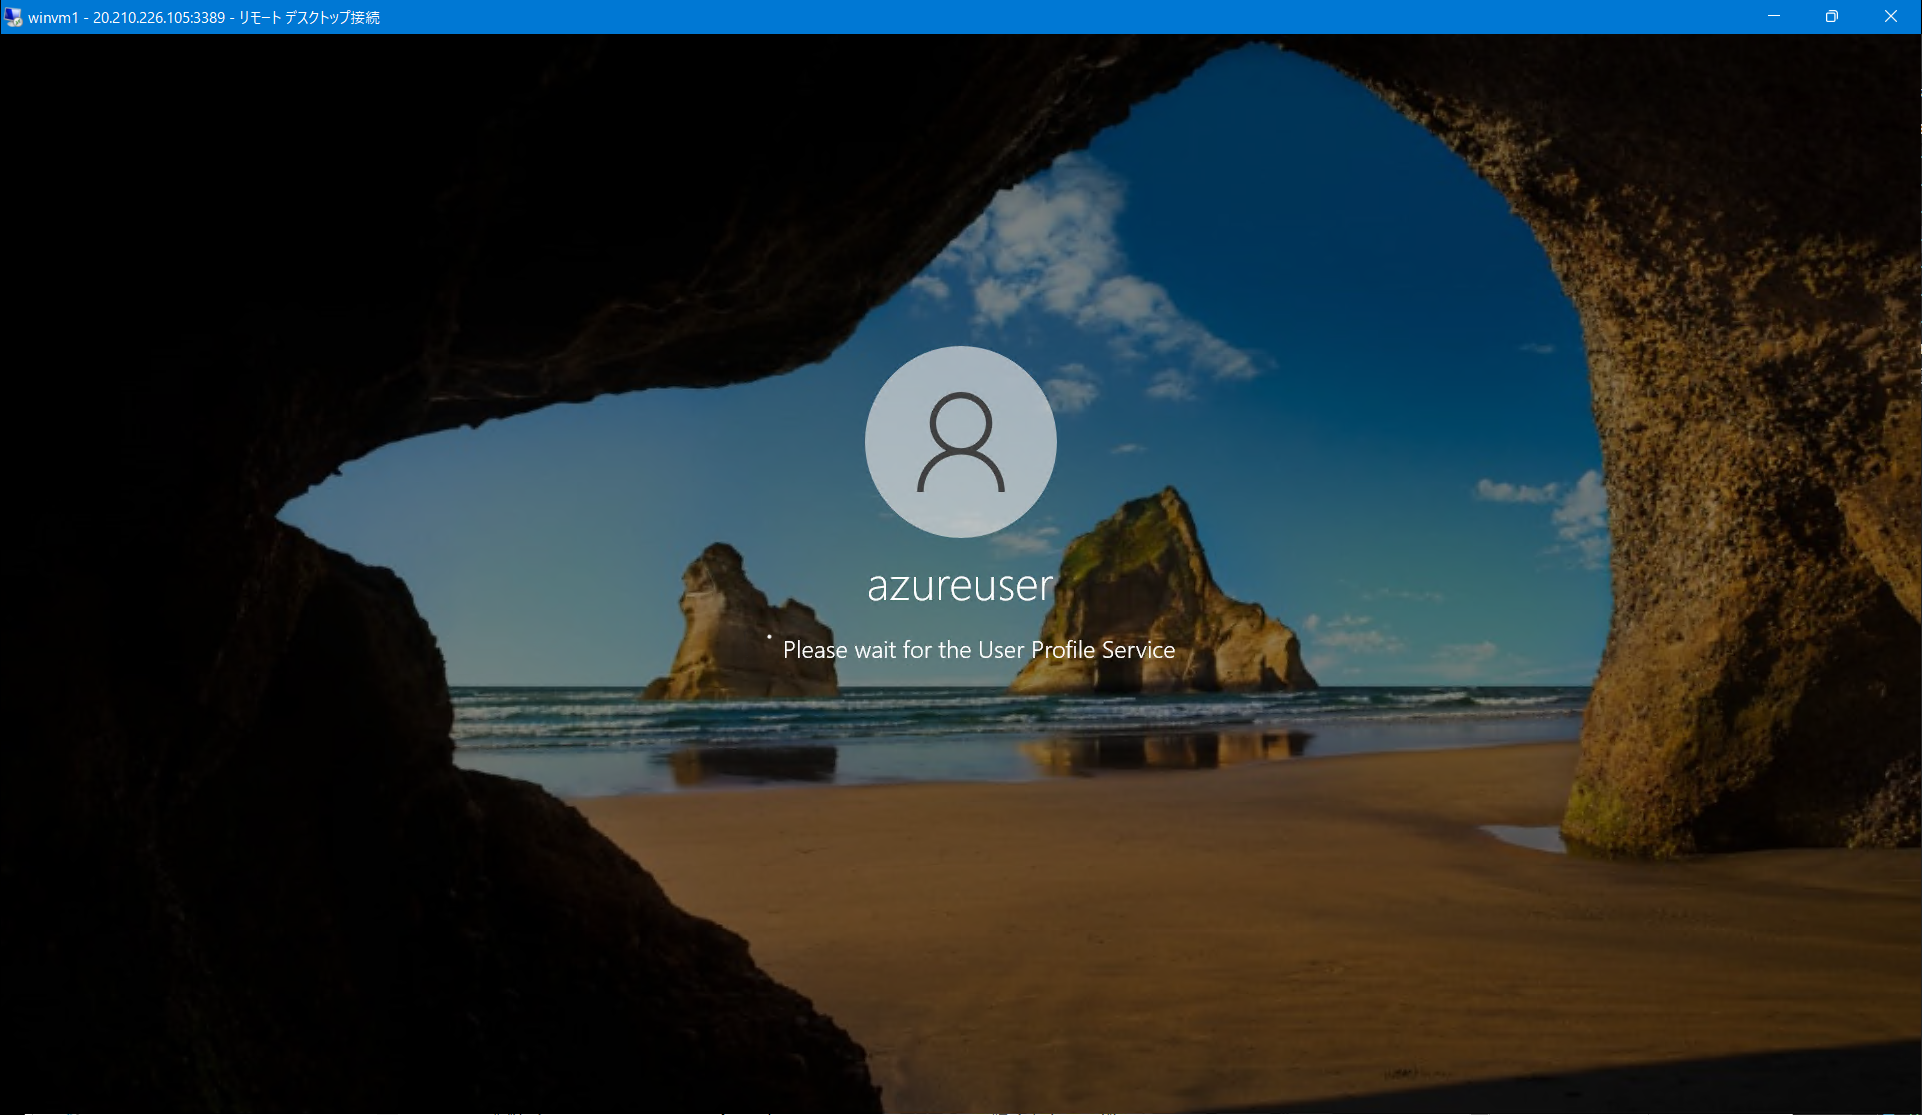 winvm1 - 20.210.226.105:3389 - リモート デスクトップ接続
azureuser
Please wait for the User Profile Service